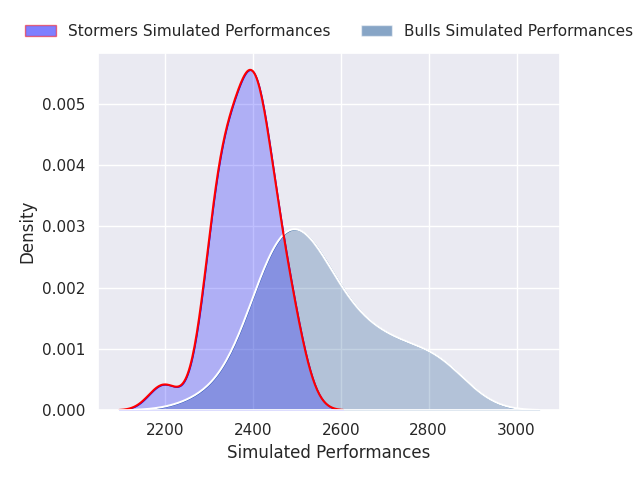 Stormers Simulated Performances
Bulls Simulated Performances
0.005
0.004
0.003
0.002
0.001
0.000
Density
2200 2400 2600 2800 3000
Simulated Performances